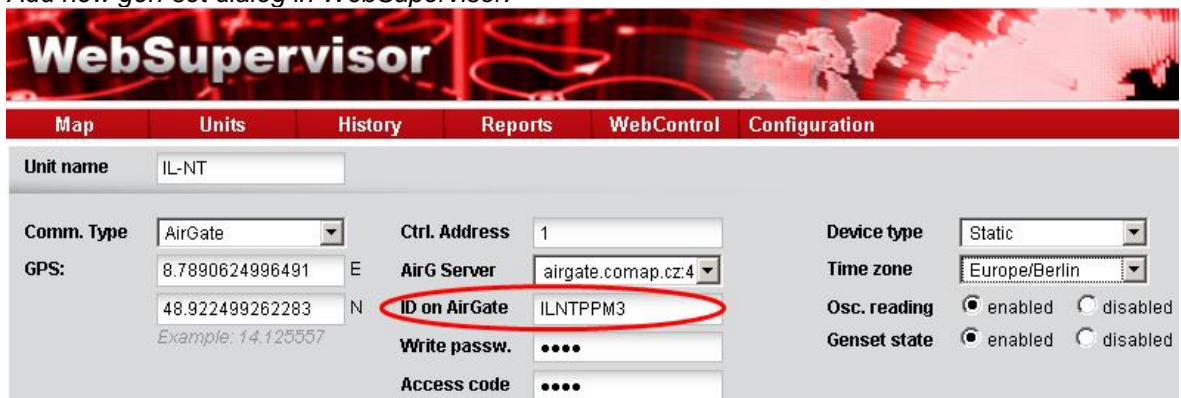 Add new gen-set dialog in WebSupervisor:
WebSupervisor
Map Units History Reports WebControl Configuration
Unit name IL-NT
Comm. Type AirGate Ctrl. Address 1 Device type Static
GPS: 8.7890624996491 E AirG Server airgate.comap.cz:4 Time zone Europe/Berlin
48.922499262283 N ID on AirGate ILNTPPM3 Osc. reading enabled disabled
Example: 14.125557 Write passw. •••• Genset state enabled disabled
Access code ••••